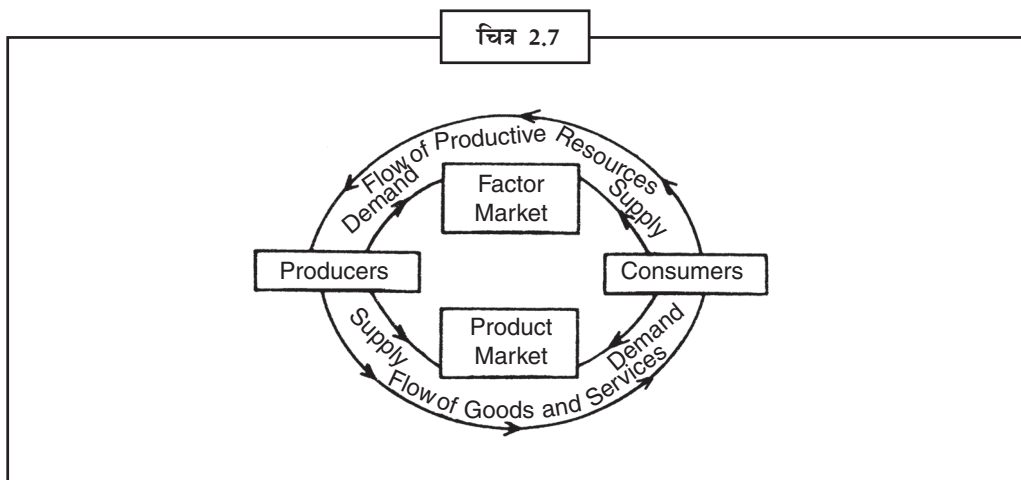 चित्र 2.7
Flow of Productive Resources
Demand
Factor
Market
Supply
Producers
Consumers
Supply
Product
Market
Demand
Flow of Goods and Services